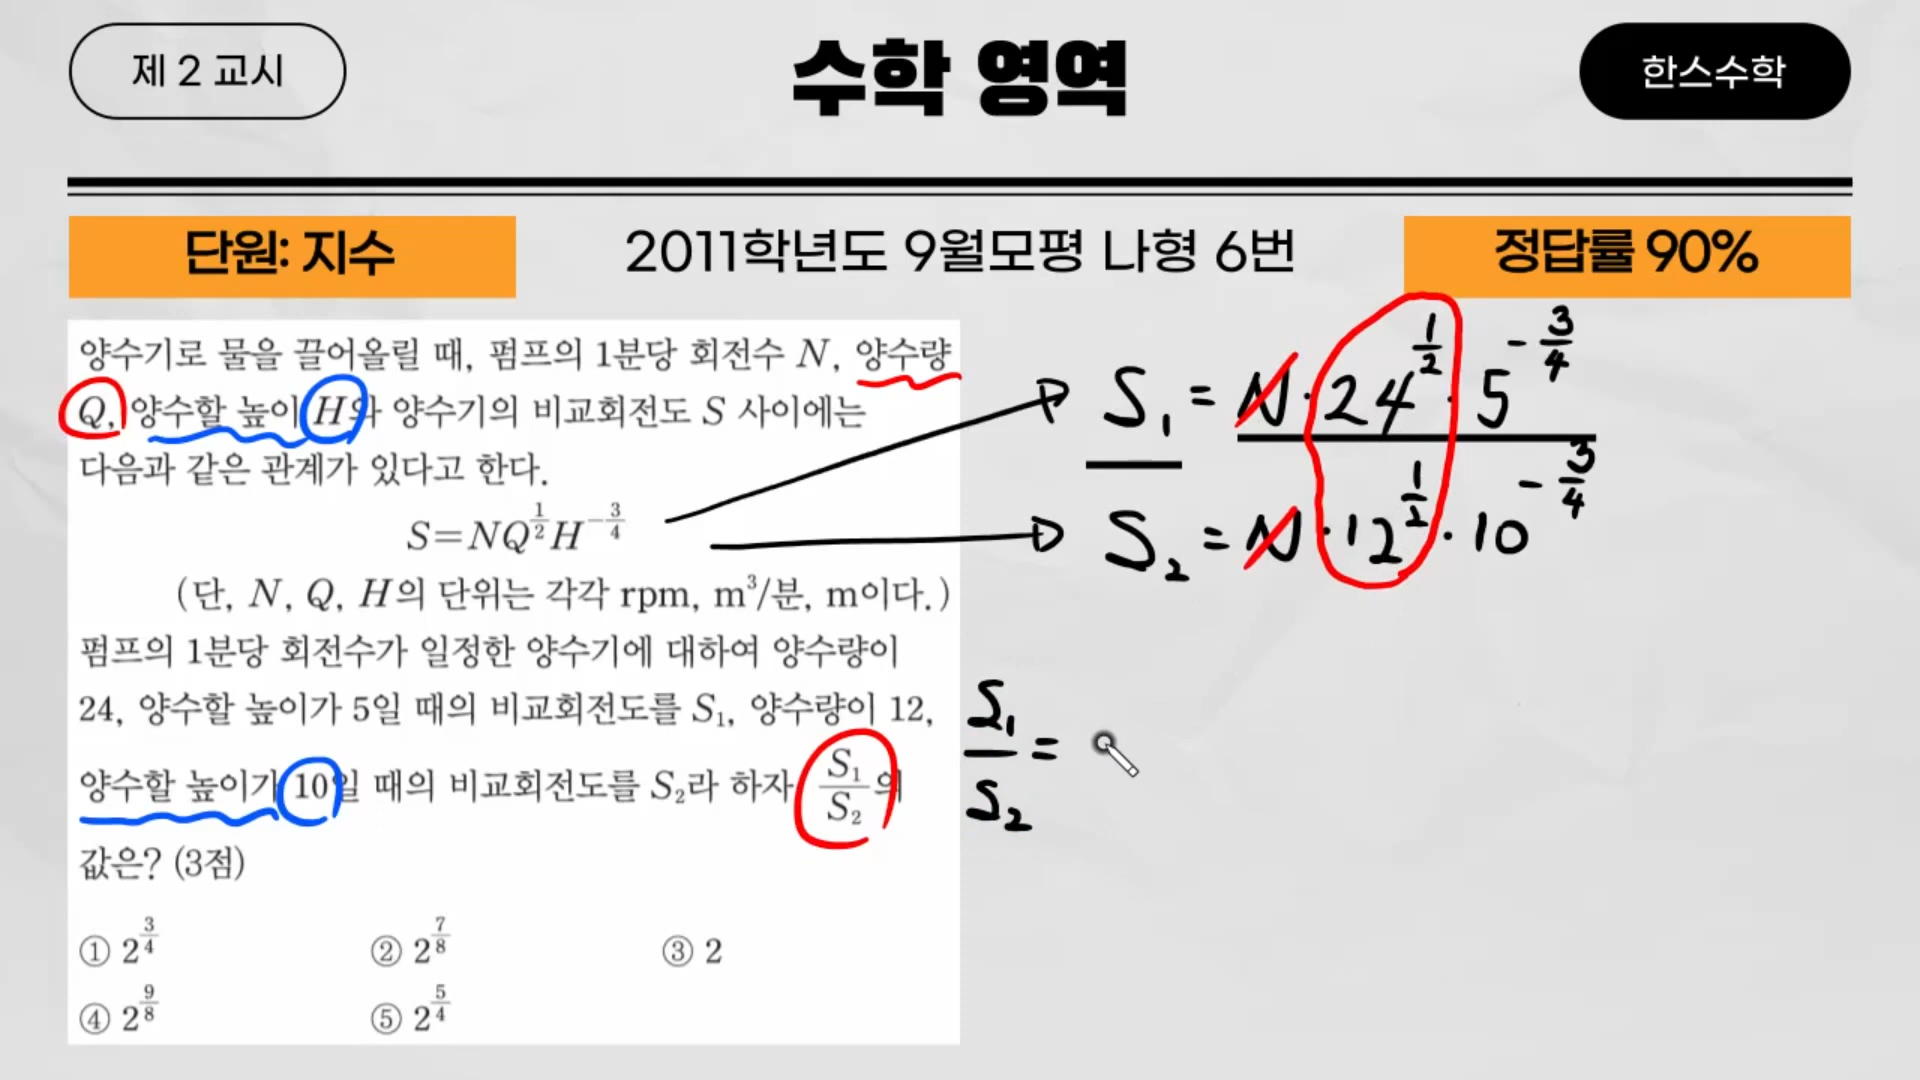 제 2 교시
수학 영역
한스수학
단원: 지수
2011학년도 9월모평 나형 6번
정답률 90%
양수기로 물을 끌어올릴 때, 펌프의 1분당 회전수 N, 양수량
Q, 양수할 높이 H와 양수기의 비교회전도 S 사이에는
다음과 같은 관계가 있다고 한다.
S=NQ^{1/2}H^{-3/4}
(단, N, Q, H의 단위는 각각 rpm, m³/분, m이다.)
펌프의 1분당 회전수가 일정한 양수기에 대하여 양수량이
24, 양수할 높이가 5일 때의 비교회전도를 S₁, 양수량이 12,
양수할 높이가 10일 때의 비교회전도를 S₂라 하자 S₁/S₂의
값은? (3점)
① 2^{3/4} ② 2^{7/8} ③ 2
④ 2^{9/8} ⑤ 2^{5/4}
S₁ = N·24^{1/2}·5^{-3/4}
S₂ = N·12^{1/2}·10^{-3/4}
S₁/S₂ =